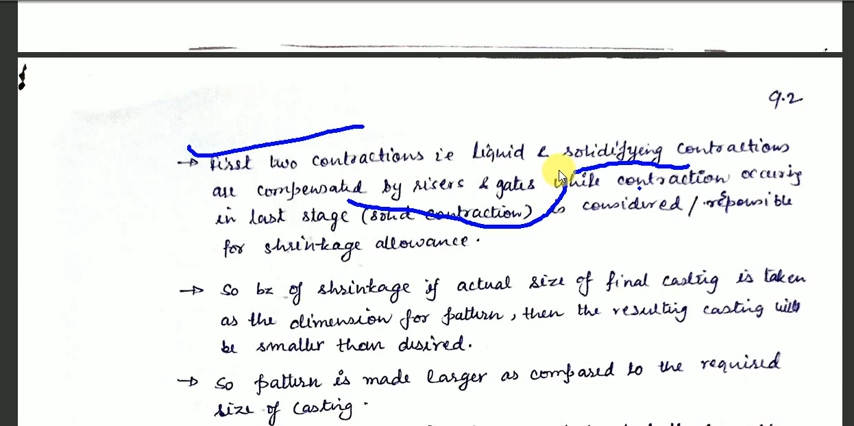 9.2
→ First two contractions ie Liquid & solidifying contractions
are compensated by risers & gates while contraction occuring
in last stage (solid contraction) is considered / reponsible
for shrinkage allowance.
→ So bz of shrinkage if actual size of final casting is taken
as the dimension for pattern, then the resulting casting will
be smaller than desired.
→ So pattern is made larger as compared to the required
size of casting.